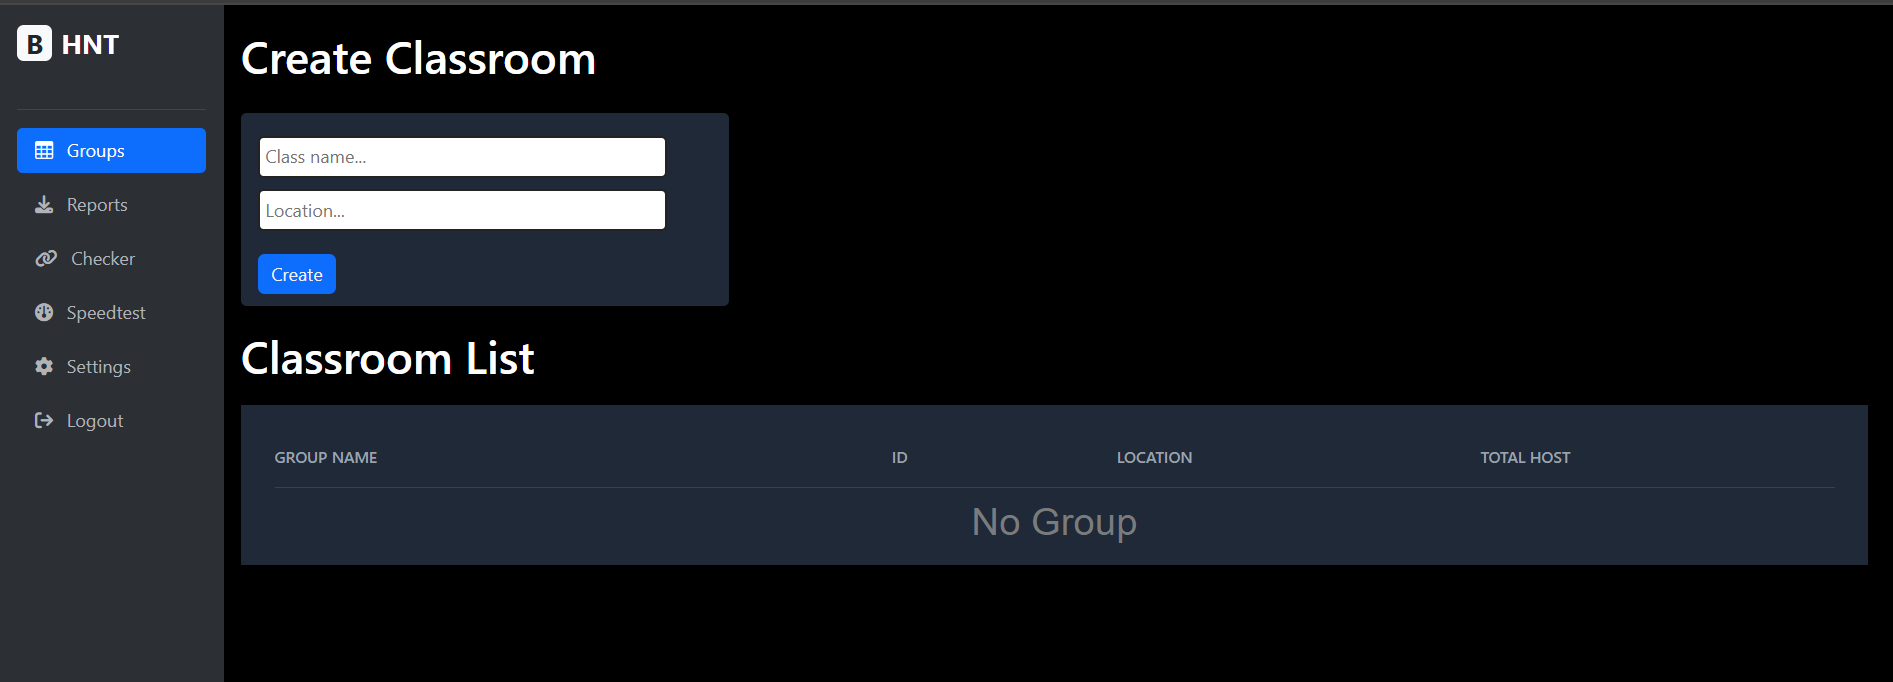 B HNT
Groups
Reports
Checker
Speedtest
Settings
Logout
Create Classroom
Class name...
Location...
Create
Classroom List
GROUP NAME ID LOCATION TOTAL HOST
No Group